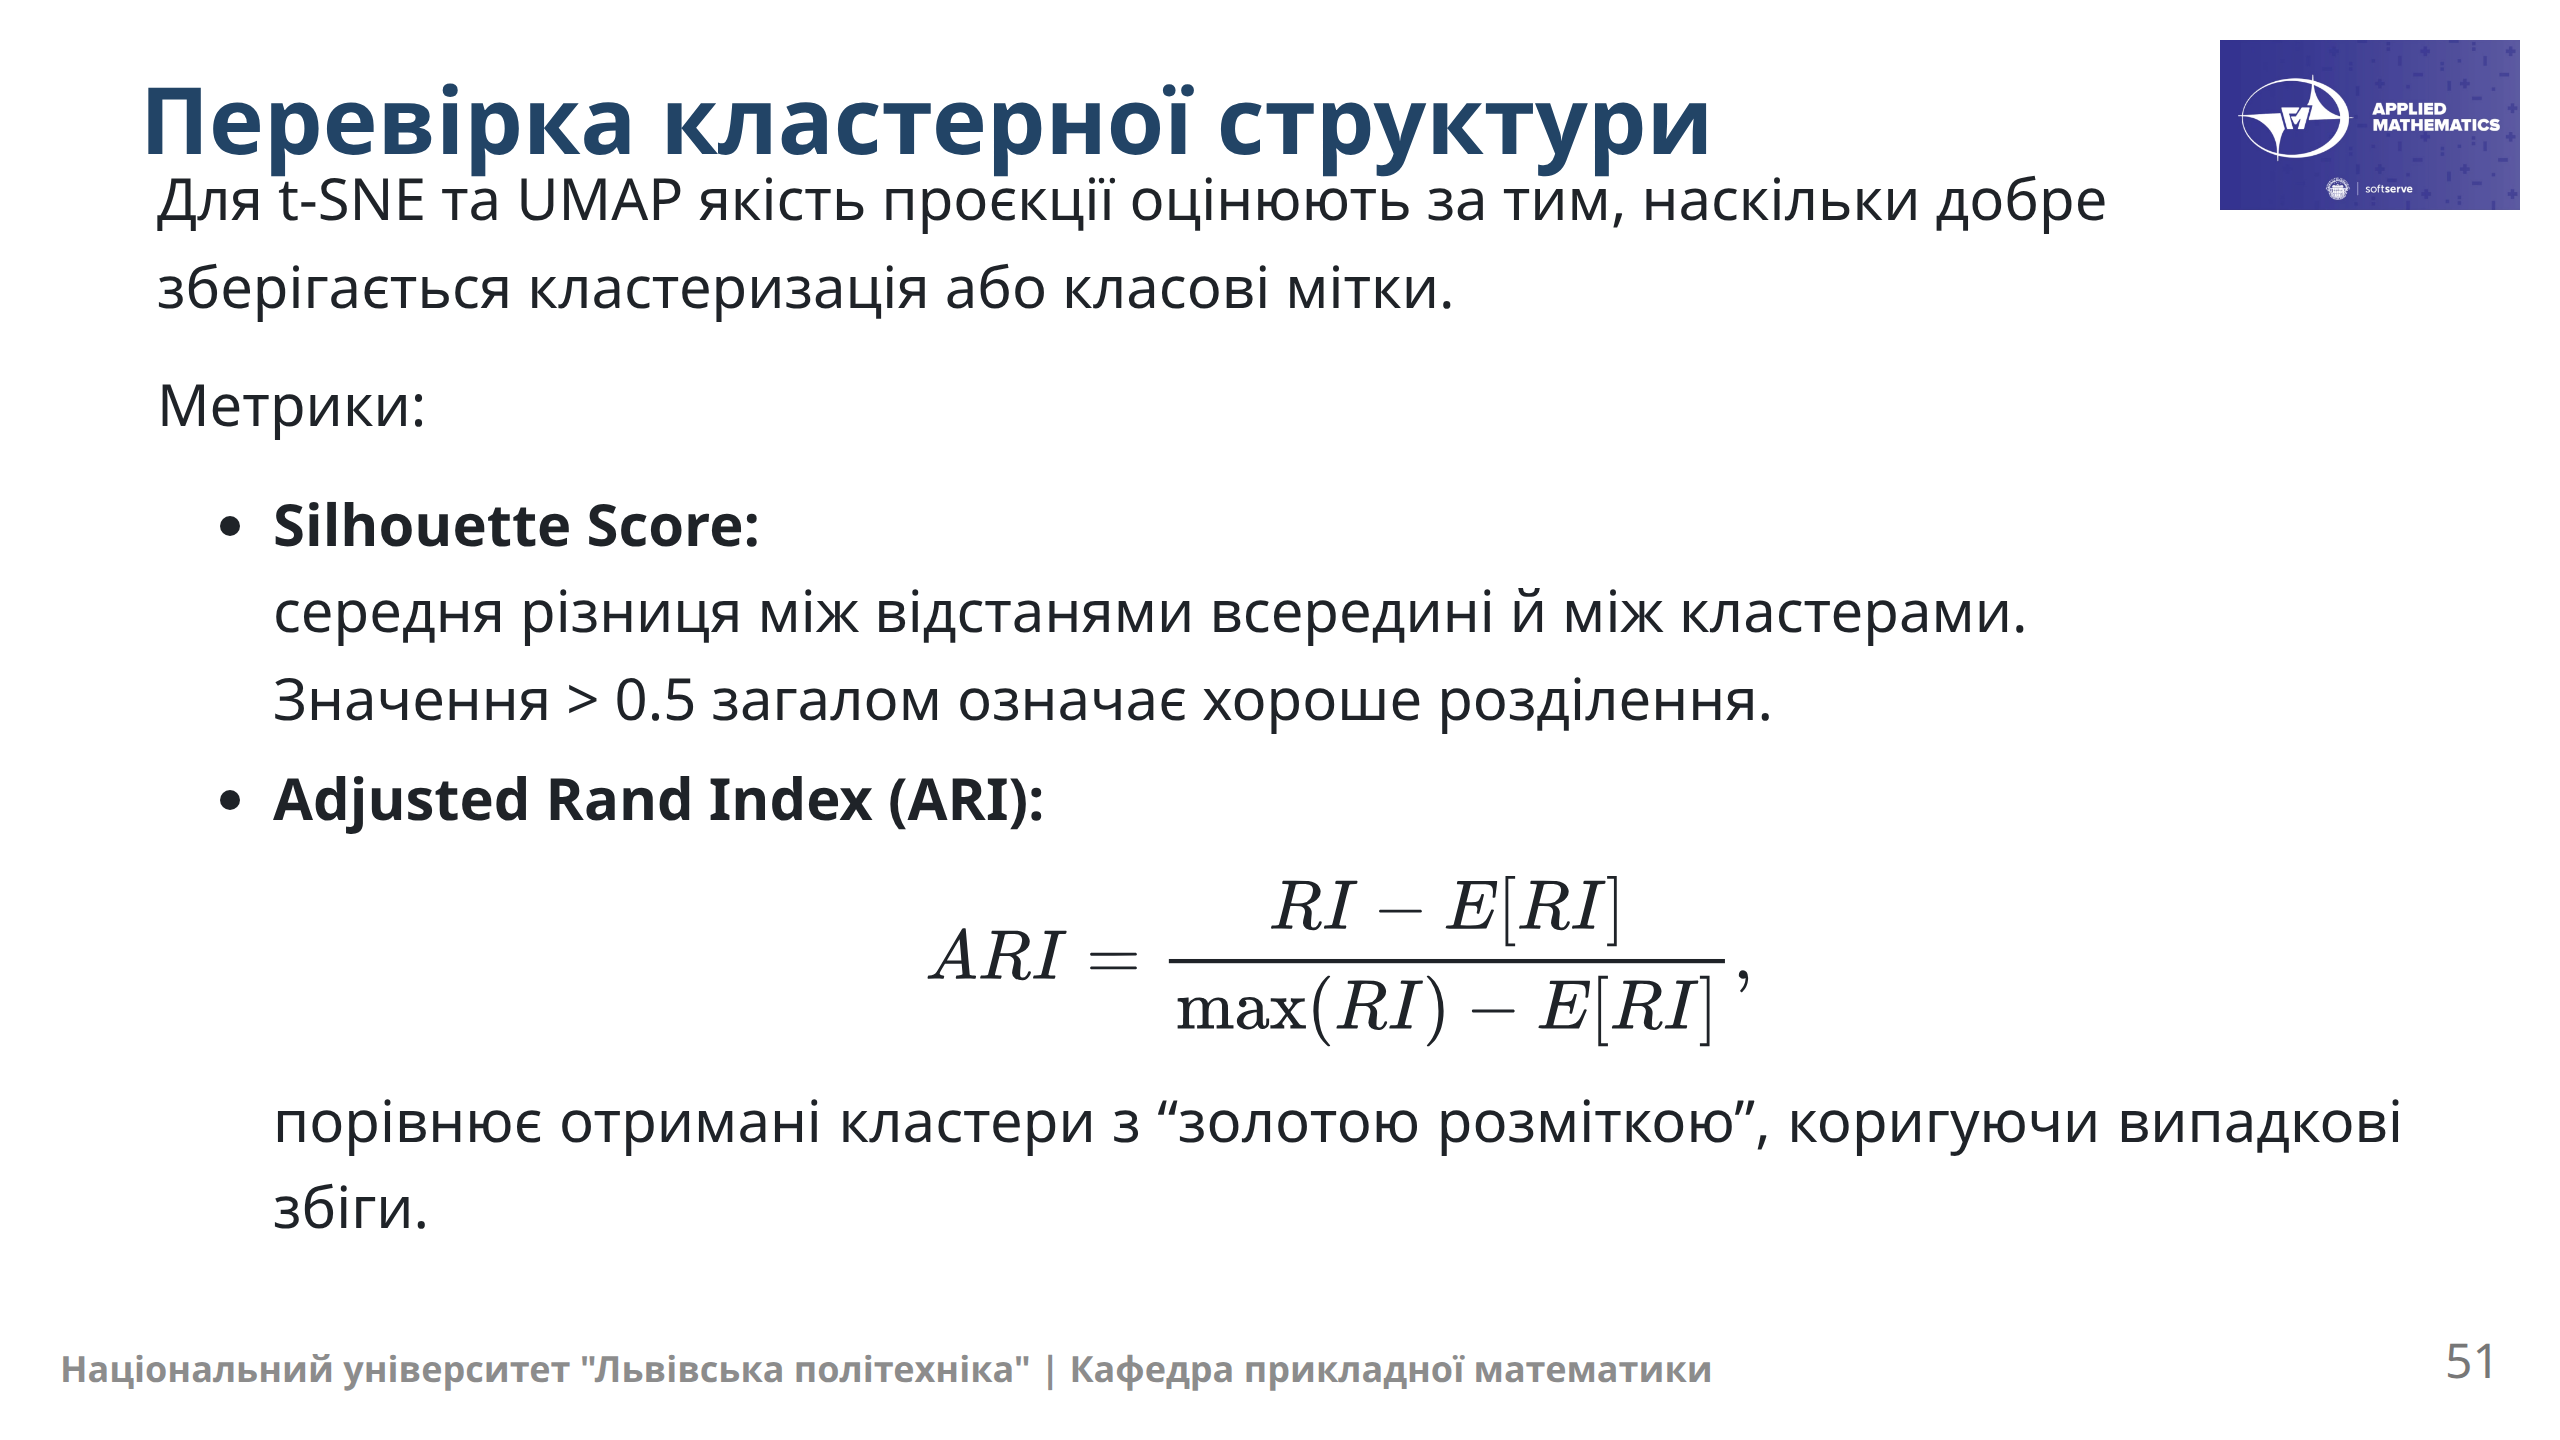 Перевірка кластерної структури
APPLIED
MATHEMATICS
softserve
Для t-SNE та UMAP якість проєкції оцінюють за тим, наскільки добре
зберігається кластеризація або класові мітки.
Метрики:
• Silhouette Score:
середня різниця між відстанями всередині й між кластерами.
Значення > 0.5 загалом означає хороше розділення.
• Adjusted Rand Index (ARI):
RI − E[RI]
ARI = ,
max(RI) − E[RI]
порівнює отримані кластери з “золотою розміткою”, коригуючи випадкові
збіги.
Національний університет "Львівська політехніка" | Кафедра прикладної математики
51